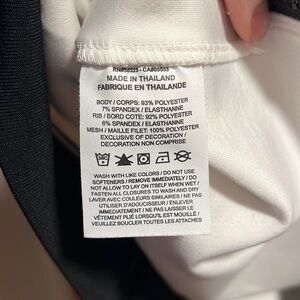 MADE IN THAILAND
FABRIQUE EN THAILANDE
BODY / CORPS: 93% POLYESTER
7% SPANDEX / ELASTHANNE
RIB / BORD COTE: 92% POLYESTER
8% SPANDEX / ELASTHANNE
MESH / MAILLE FILET: 100% POLYESTER
EXCLUSIVE OF DECORATION /
DECORATION NON COMPRISE
WASH WITH LIKE COLORS / DO NOT USE
SOFTENERS / REMOVE IMMEDIATELY / DO
NOT ALLOW TO LAY ON ITSELF WHEN WET /
FASTEN ALL CLOSURES TO WASH AND DRY
LAVER AVEC COULEURS SIMILAIRES / NE PAS
UTILISER D'ADOUCISSEUR / ENLEVER
IMMEDIATEMENT / NE PAS LAISSER LE
VÊTEMENT PLIÉ LORSQU'IL EST MOUILLE /
VEUILLEZ BOUCLER TOUTES LES ATTACHES